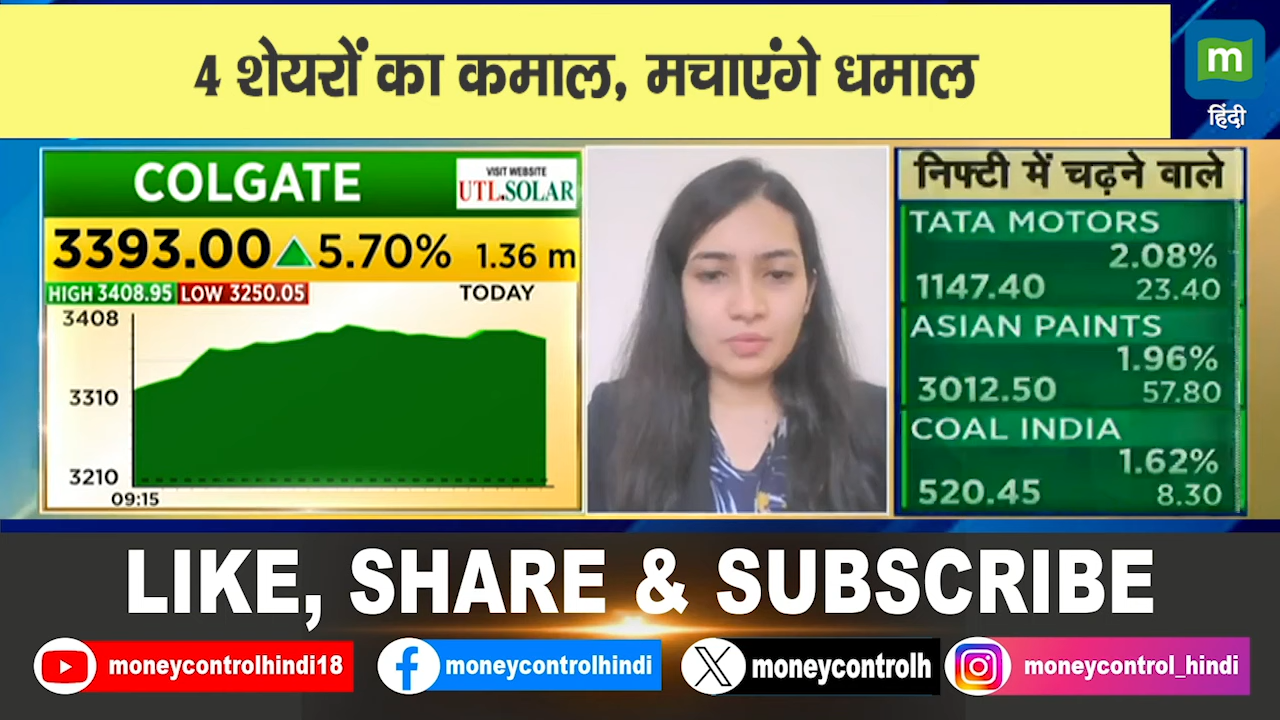 4 शेयरों का कमाल, मचाएंगे धमाल
m
हिंदी
COLGATE
VISIT WEBSITE
UTL.SOLAR
3393.00 5.70% 1.36 m
HIGH 3408.95 LOW 3250.05 TODAY
3408
3310
3210
09:15
निफ्टी में चढ़ने वाले
TATA MOTORS
2.08%
1147.40 23.40
ASIAN PAINTS
1.96%
3012.50 57.80
COAL INDIA
1.62%
520.45 8.30
LIKE, SHARE & SUBSCRIBE
moneycontrolhindi18 moneycontrolhindi moneycontrolh moneycontrol_hindi